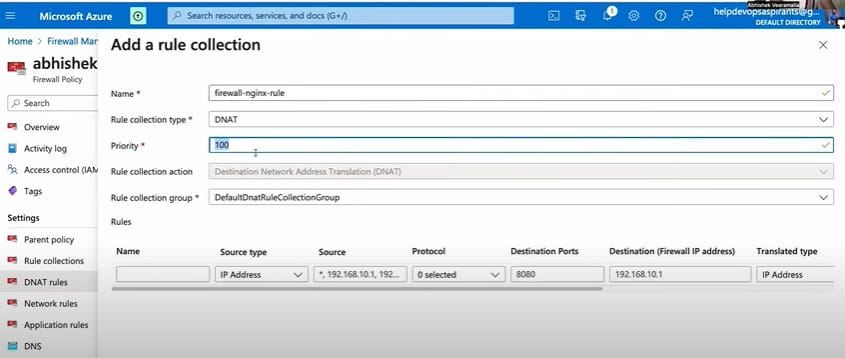 Microsoft Azure
Search resources, services, and docs (G+/)
1
Abhishek Veeramalla
helpdevopsaspirants@g...
DEFAULT DIRECTORY
Home > Firewall Man
abhishek
Firewall Policy
Search
Overview
Activity log
Access control (IAM
Tags
Settings
Parent policy
Rule collections
DNAT rules
Network rules
Application rules
DNS
Add a rule collection
Name *
firewall-nginx-rule
Rule collection type *
DNAT
Priority *
100
Rule collection action
Destination Network Address Translation (DNAT)
Rule collection group *
DefaultDnatRuleCollectionGroup
Rules
Name Source type Source Protocol Destination Ports Destination (Firewall IP address) Translated type
IP Address *, 192.168.10.1, 192... 0 selected 8080 192.168.10.1 IP Address